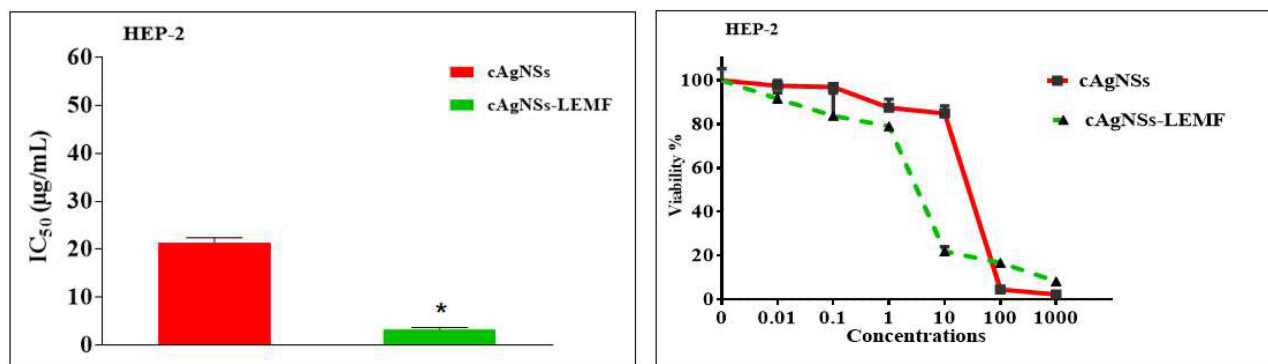 HEP-2
60
50
40
30
20
10
0
IC50 (µg/mL)
cAgNSs
cAgNSs-LEMF
*
HEP-2
100
80
60
40
20
0
Viability %
0 0.01 0.1 1 10 100 1000
Concentrations
cAgNSs
cAgNSs-LEMF